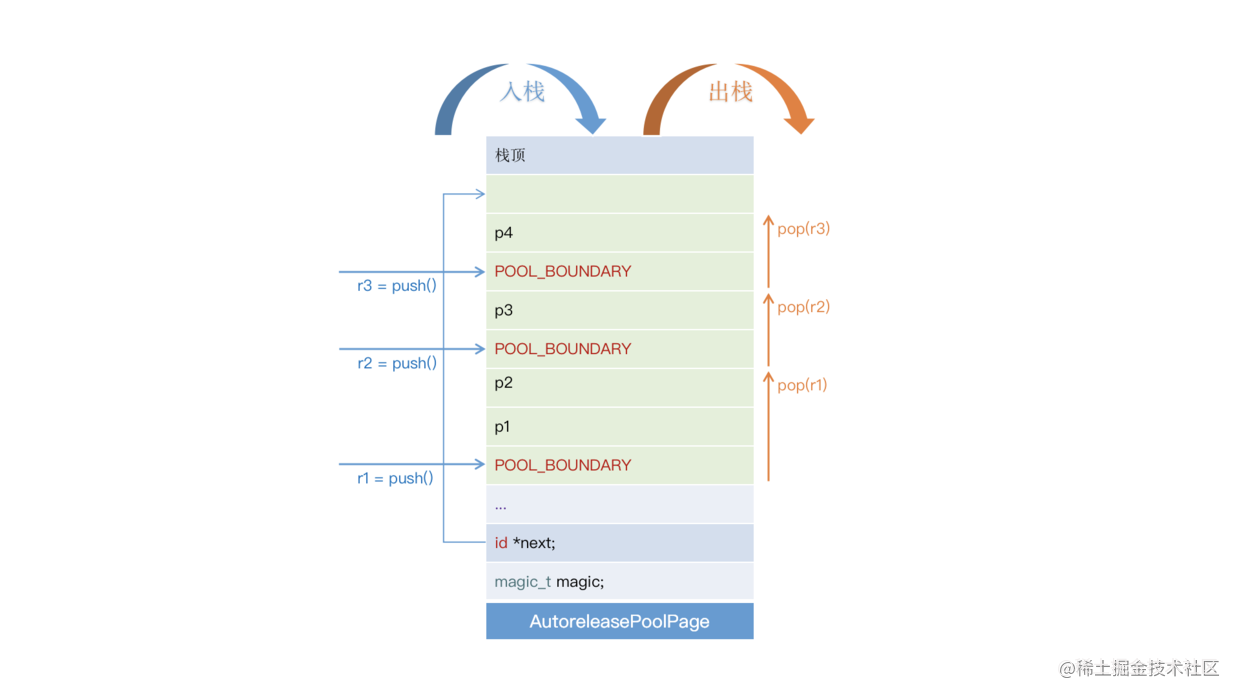 入栈
出栈
栈顶
p4
pop(r3)
POOL_BOUNDARY
r3 = push()
p3
pop(r2)
POOL_BOUNDARY
r2 = push()
p2
pop(r1)
p1
POOL_BOUNDARY
r1 = push()
...
id *next;
magic_t magic;
AutoreleasePoolPage
@稀土掘金技术社区